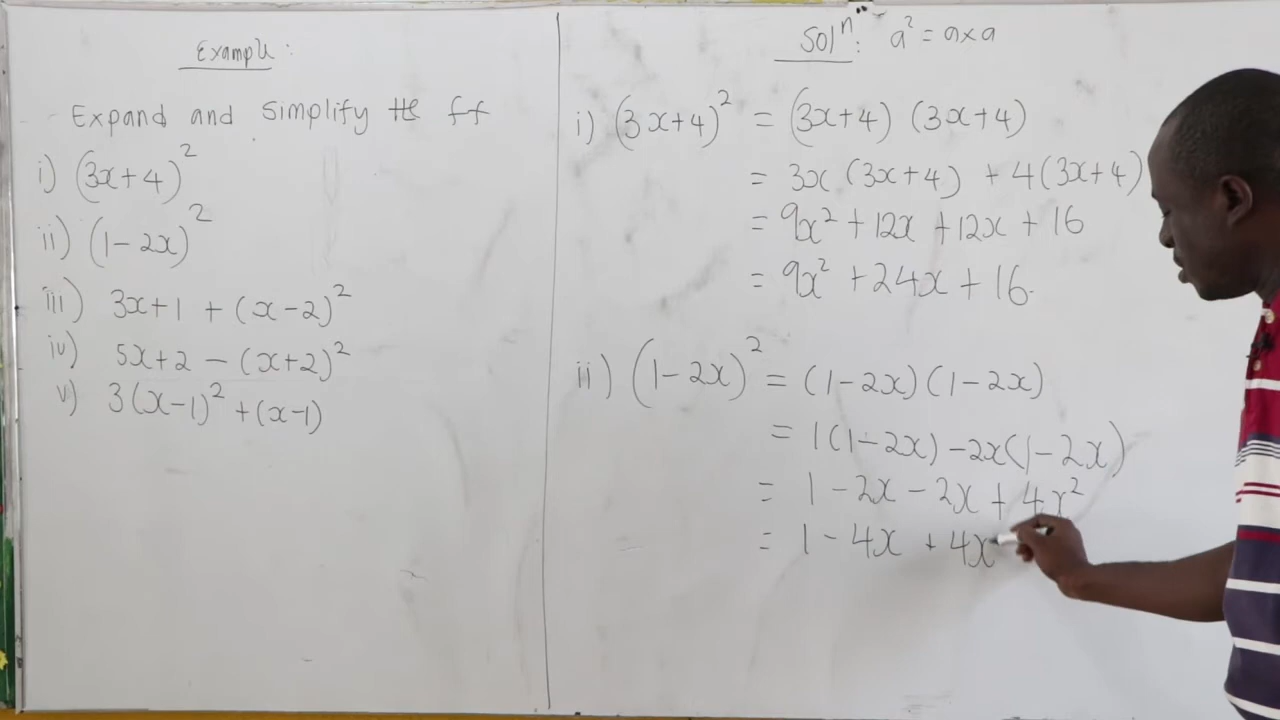 Example:
Expand and simplify the ff
i) (3x+4)²
ii) (1-2x)²
iii) 3x+1 + (x-2)²
iv) 5x+2 - (x+2)²
v) 3(x-1)² + (x-1)
Solⁿ: a² = a×a
i) (3x+4)² = (3x+4) (3x+4)
= 3x (3x+4) + 4(3x+4)
= 9x² + 12x + 12x + 16
= 9x² + 24x + 16.
ii) (1-2x)² = (1-2x)(1-2x)
= 1(1-2x) -2x(1-2x)
= 1 - 2x - 2x + 4x²
= 1 - 4x + 4x